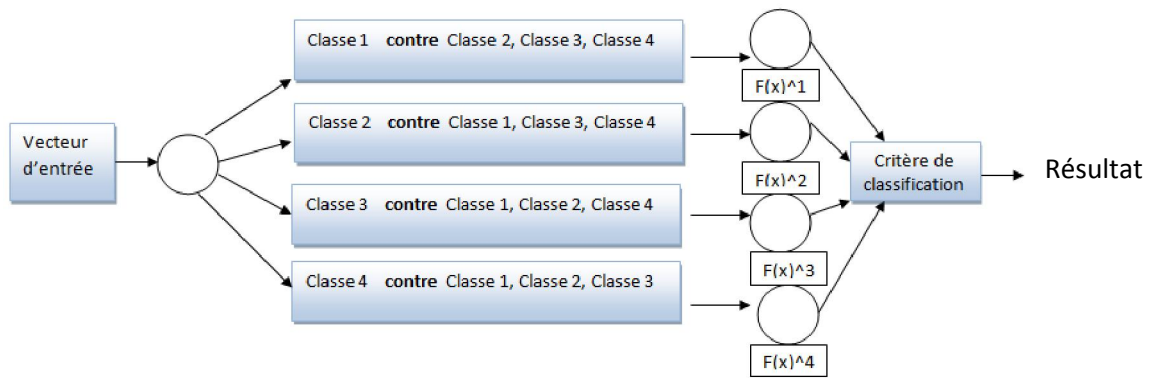 Vecteur
d'entrée
Classe 1 contre Classe 2, Classe 3, Classe 4
Classe 2 contre Classe 1, Classe 3, Classe 4
Classe 3 contre Classe 1, Classe 2, Classe 4
Classe 4 contre Classe 1, Classe 2, Classe 3
F(x)^1
F(x)^2
F(x)^3
F(x)^4
Critère de
classification
Résultat